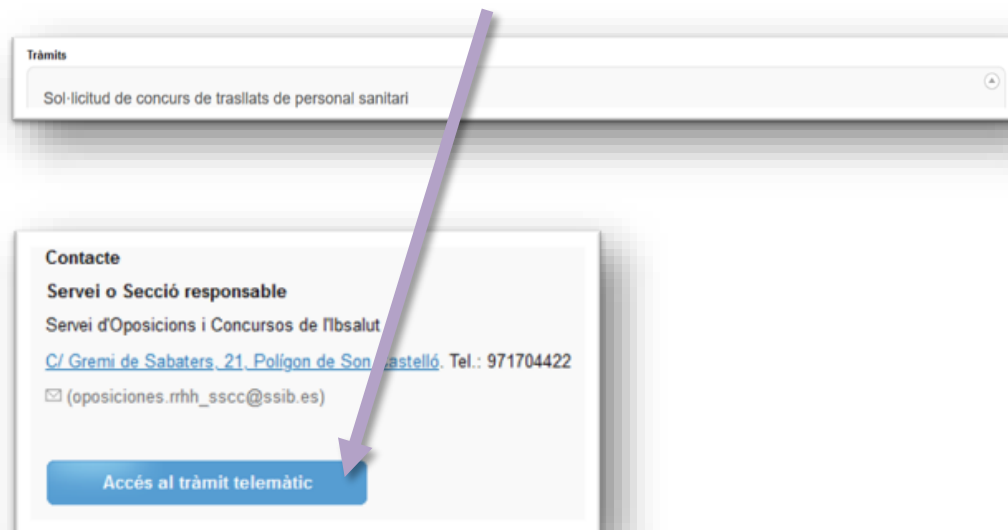 Tràmits
Sol·licitud de concurs de trasllats de personal sanitari
Contacte
Servei o Secció responsable
Servei d'Oposicions i Concursos de l'Ibsalut
C/ Gremi de Sabaters, 21, Polígon de Son Castelló. Tel.: 971704422
(oposiciones.rrhh_sscc@ssib.es)
Accés al tràmit telemàtic